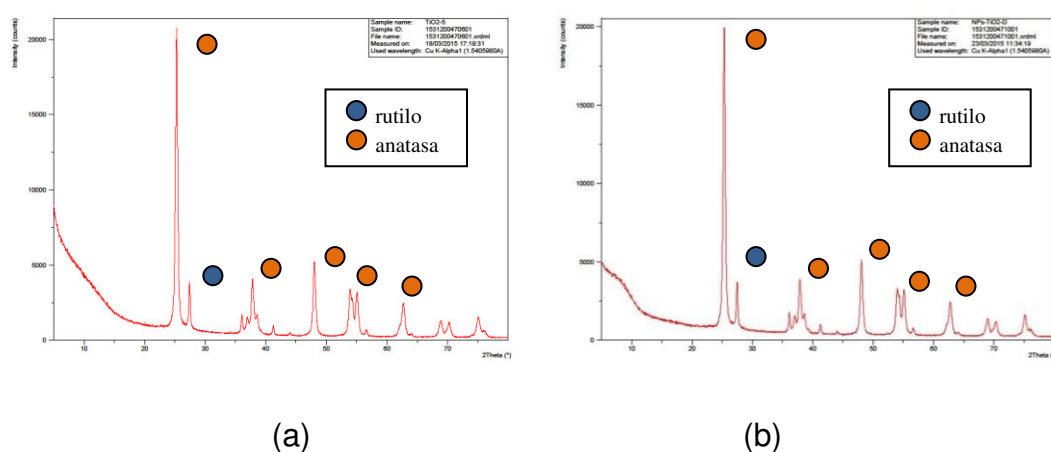 Sample name: TiO2-5
Sample ID: 1531200470601
File name: 1531200470601.xrdml
Measured on: 18/03/2015 17:19:31
Used wavelength: Cu K-Alpha1 (1.5405980A)
Intensity (counts)
20000
15000
10000
5000
0
rutilo
anatasa
10
20
30
40
50
60
70
2Theta (°)
(a)
Sample name: NPs-TiO2-D
Sample ID: 1531200471001
File name: 1531200471001.xrdml
Measured on: 23/03/2015 11:34:19
Used wavelength: Cu K-Alpha1 (1.5405980A)
Intensity (counts)
20000
15000
10000
5000
0
rutilo
anatasa
10
20
30
40
50
60
70
2Theta (°
(b)